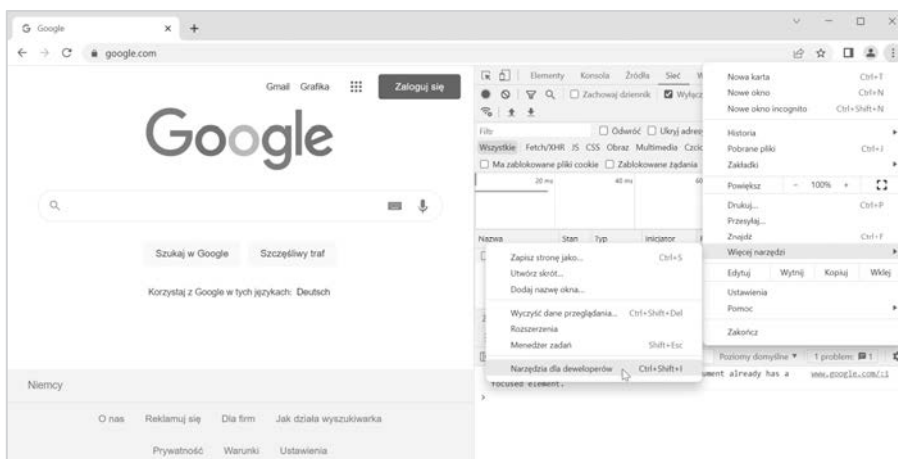 Google
google.com
Gmail Grafika Zaloguj się
Google
Szukaj w Google Szczęśliwy traf
Korzystaj z Google w tych językach: Deutsch
Niemcy
O nas Reklamuj się Dla firm Jak działa wyszukiwarka
Prywatność Warunki Ustawienia
Elementy Konsola Źródła Sieć W
Zachowaj dziennik Wyłącz
Filtr Odwróć Ukryj adresy
Wszystkie Fetch/XHR JS CSS Obraz Multimedia Czcio
Ma zablokowane pliki cookie Zablokowane żądania
20 ms 40 ms 60
Nazwa Stan Typ Inicjator
Nowa karta Ctrl+T
Nowe okno Ctrl+N
Nowe okno incognito Ctrl+Shift+N
Historia
Pobrane pliki Ctrl+J
Zakładki
Powiększ - 100% +
Drukuj... Ctrl+P
Przesyłaj...
Znajdź Ctrl+F
Więcej narzędzi
Edytuj Wytnij Kopiuj Wklej
Ustawienia
Pomoc
Zakończ
Zapisz stronę jako... Ctrl+S
Utwórz skrót...
Dodaj nazwę okna...
Wyczyść dane przeglądania... Ctrl+Shift+Del
Rozszerzenia
Menedżer zadań Shift+Esc
Narzędzia dla deweloperów Ctrl+Shift+I
Poziomy domyślne 1 problem: 1
ument already has a www.google.com/:1
focused element.